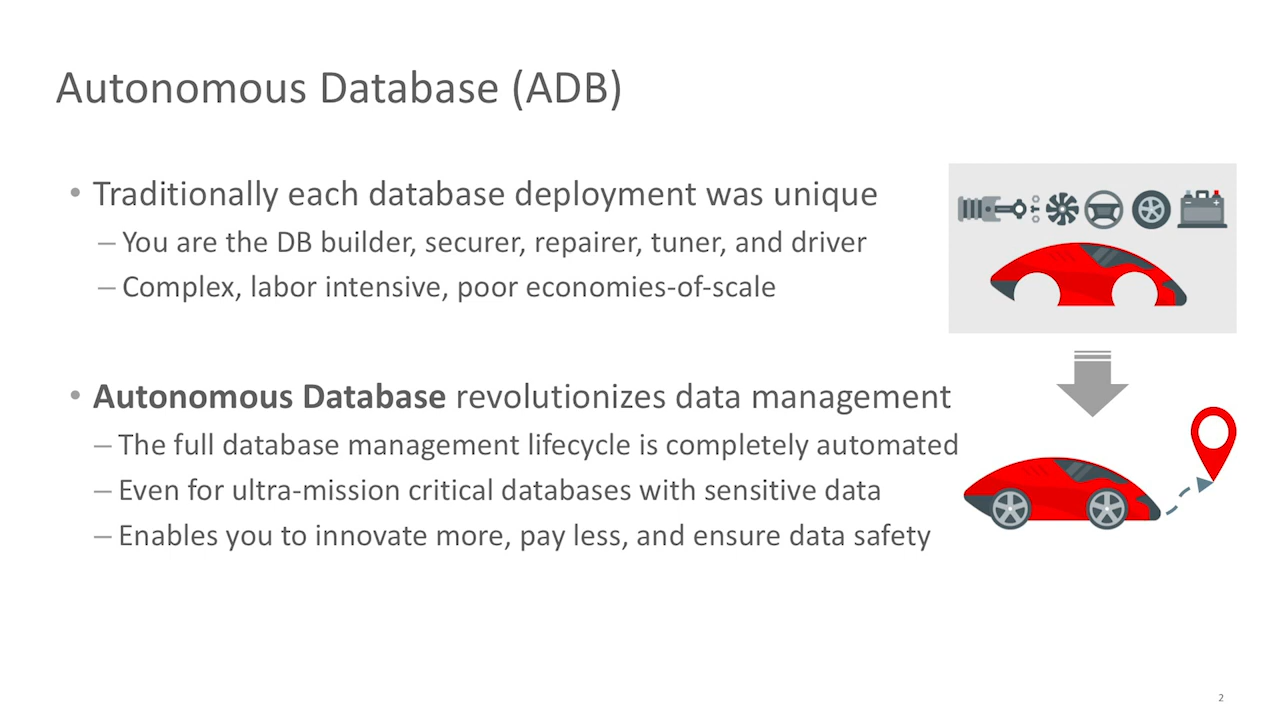 Autonomous Database (ADB)
• Traditionally each database deployment was unique
– You are the DB builder, securer, repairer, tuner, and driver
– Complex, labor intensive, poor economies-of-scale
• Autonomous Database revolutionizes data management
– The full database management lifecycle is completely automated
– Even for ultra-mission critical databases with sensitive data
– Enables you to innovate more, pay less, and ensure data safety
2